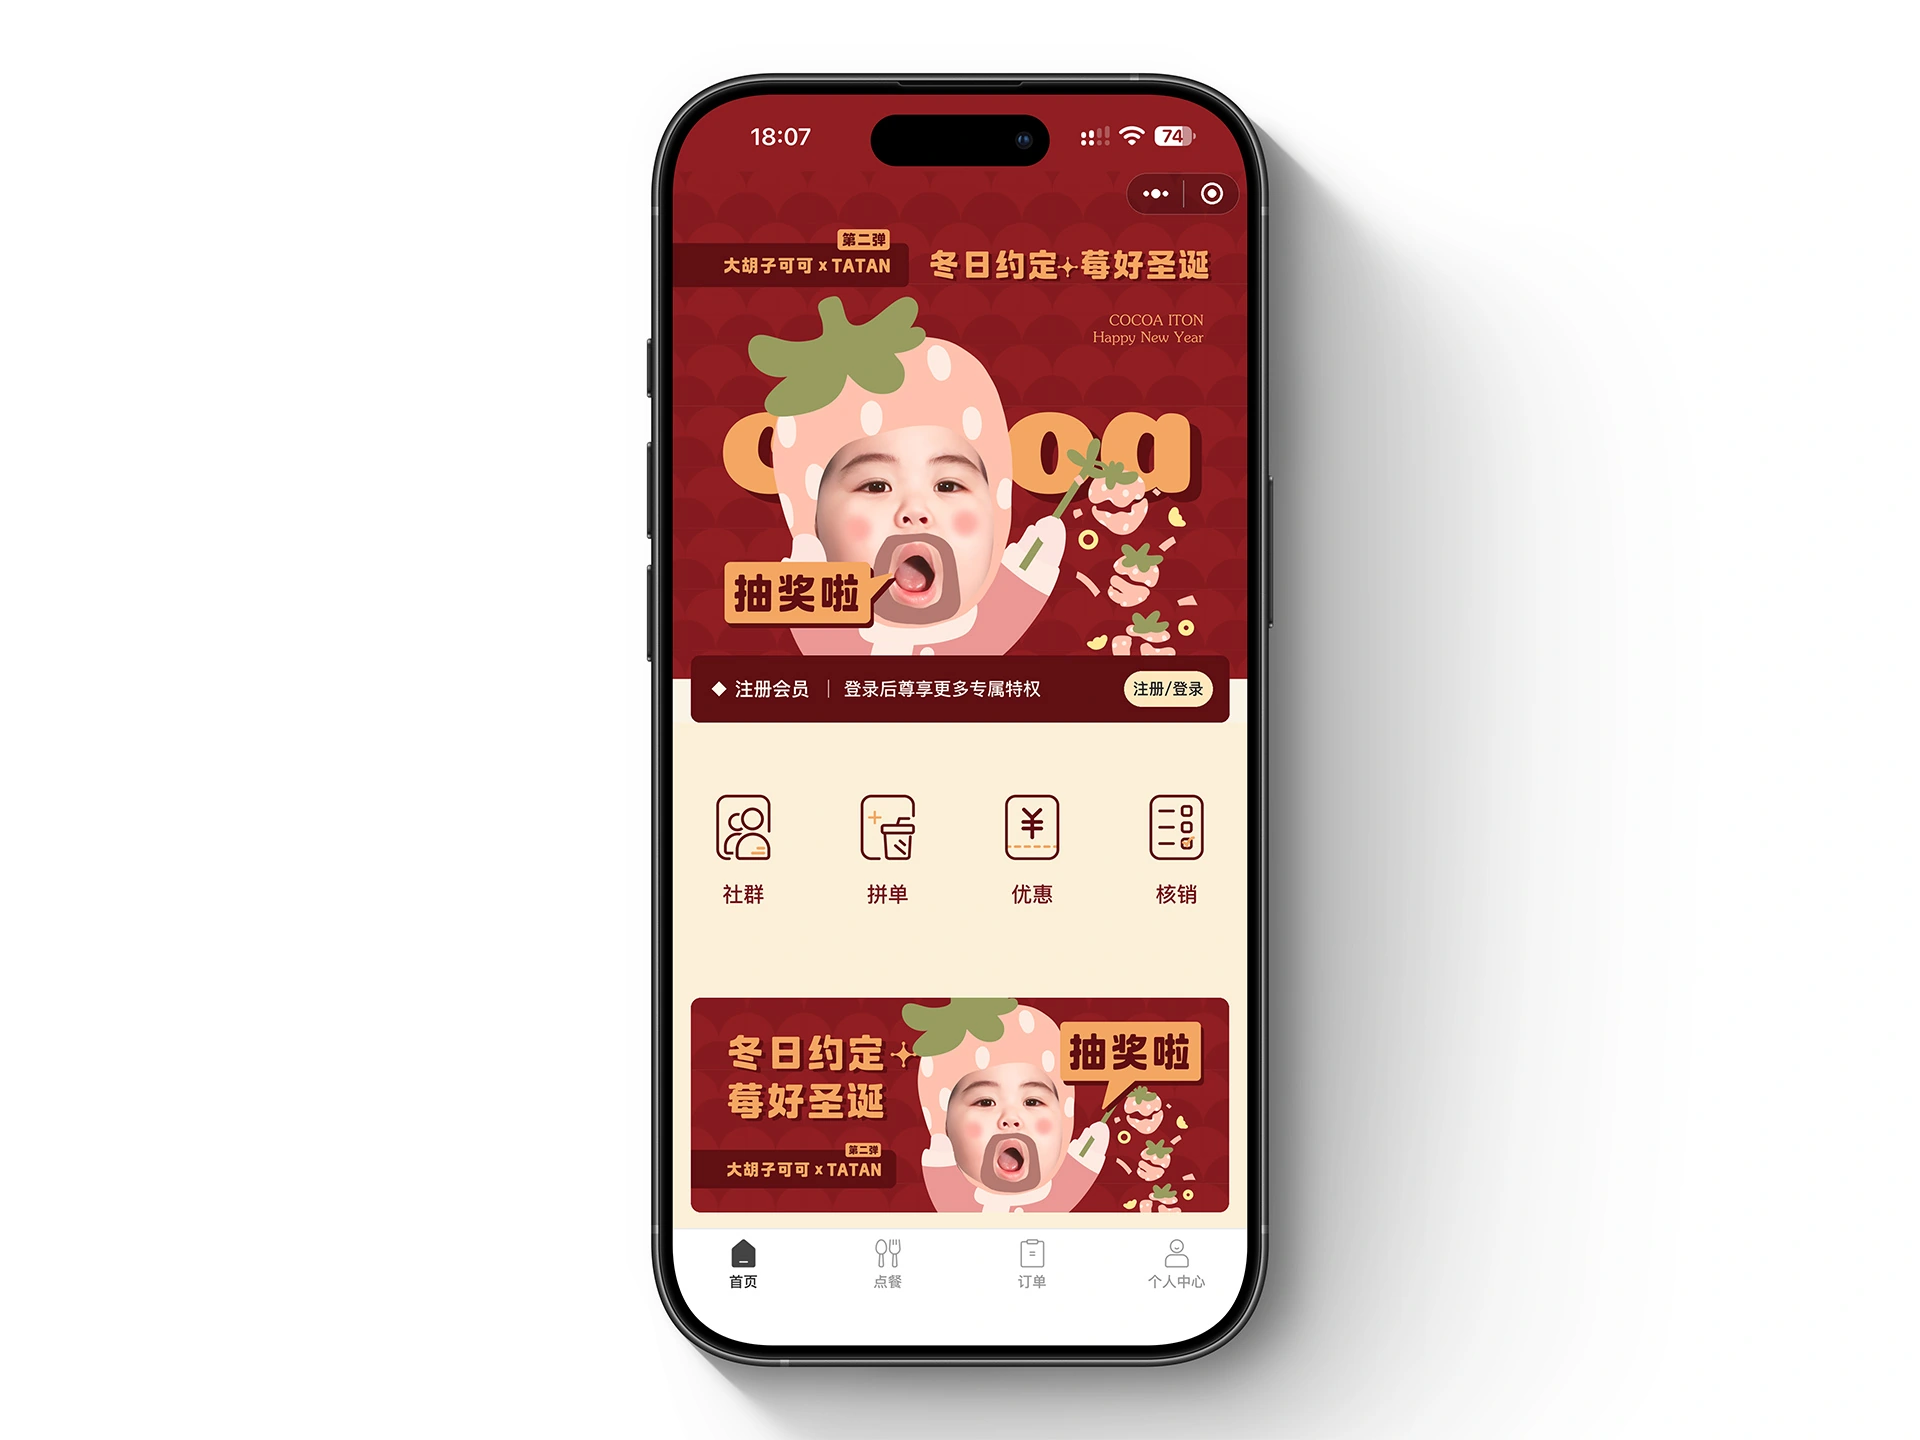 18:07
74
第二弹
大胡子可可 x TATAN
冬日约定 莓好圣诞
COCOA ITON
Happy New Year
oa
抽奖啦
注册会员 | 登录后尊享更多专属特权
注册/登录
社群
拼单
优惠
核销
冬日约定
莓好圣诞
抽奖啦
第二弹
大胡子可可 x TATAN
首页
点餐
订单
个人中心